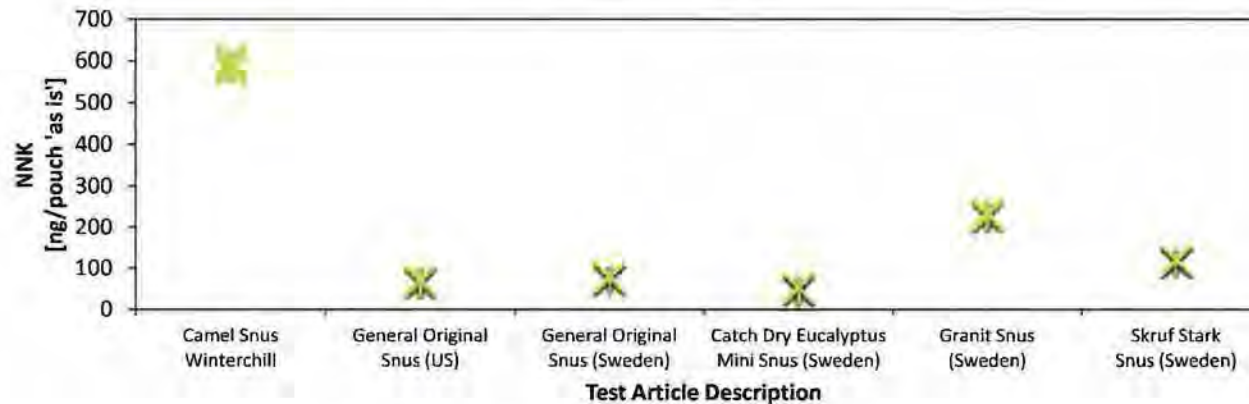 700
600
500
400
300
200
100
0
NNK
[ng/pouch 'as is']
Camel Snus
Winterchill
General Original
Snus (US)
General Original
Snus (Sweden)
Catch Dry Eucalyptus
Mini Snus (Sweden)
Granit Snus
(Sweden)
Skruf Stark
Snus (Sweden)
Test Article Description